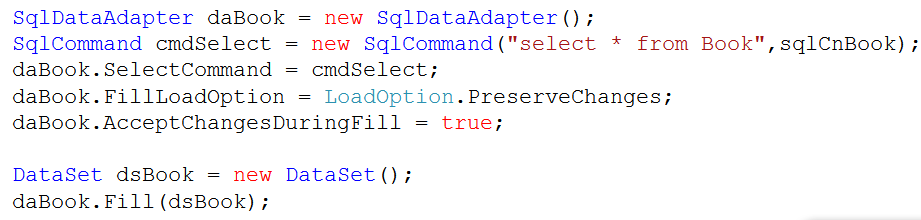 SqlDataAdapter daBook = new SqlDataAdapter();
SqlCommand cmdSelect = new SqlCommand("select * from Book",sqlCnBook);
daBook.SelectCommand = cmdSelect;
daBook.FillLoadOption = LoadOption.PreserveChanges;
daBook.AcceptChangesDuringFill = true;
DataSet dsBook = new DataSet();
daBook.Fill(dsBook);